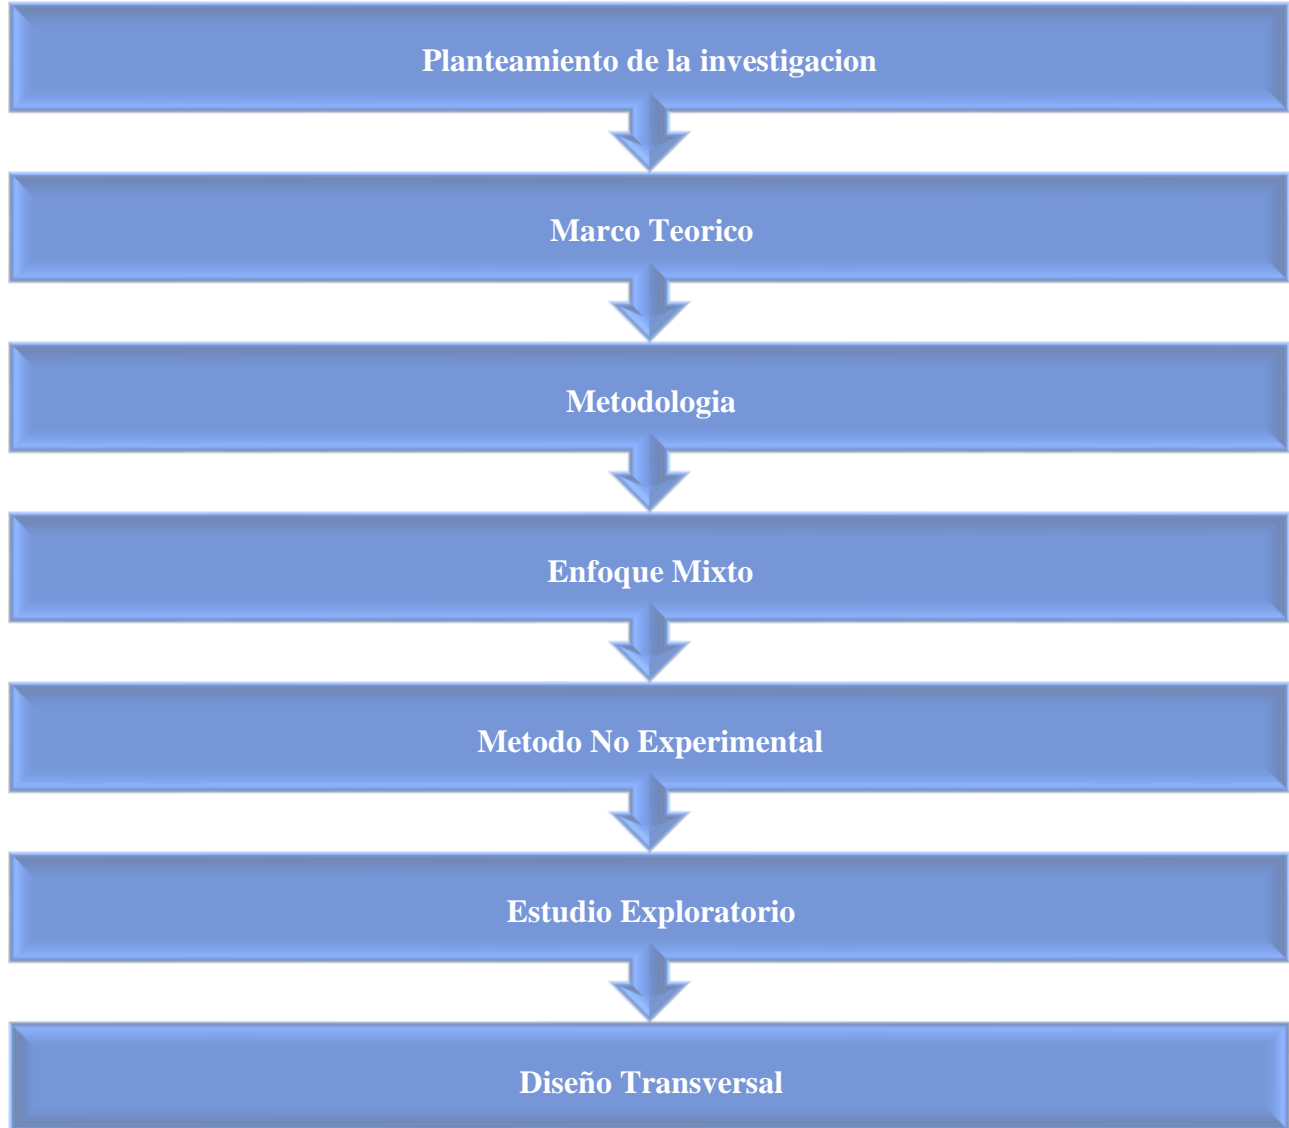 Planteamiento de la investigacion
Marco Teorico
Metodologia
Enfoque Mixto
Metodo No Experimental
Estudio Exploratorio
Diseño Transversal